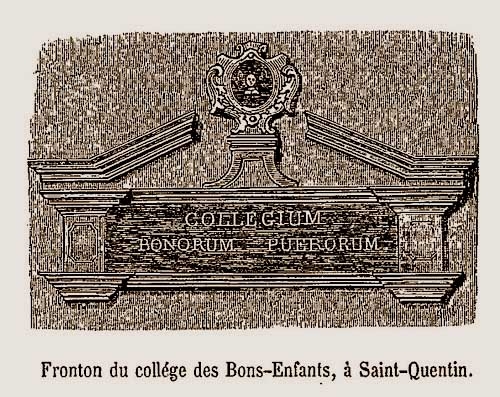 COLLEGIUM
BONORUM PUERORUM
Fronton du collége des Bons-Enfants, à Saint-Quentin.